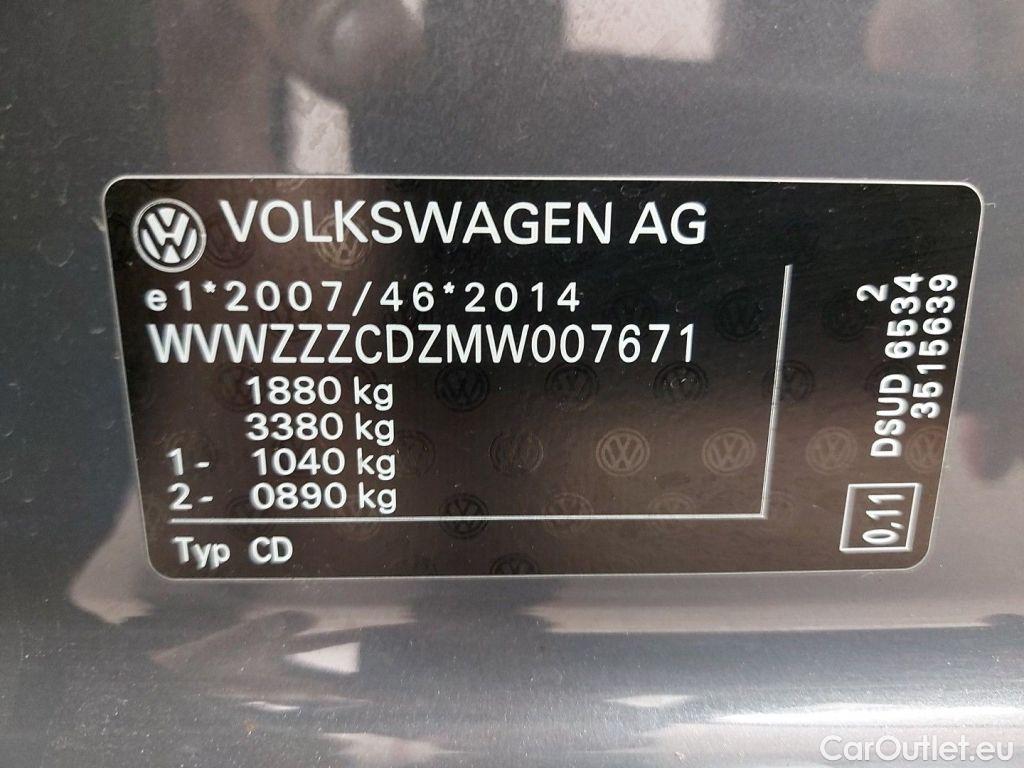 VOLKSWAGEN AG
e1*2007/46*2014
WVWZZZCDZMW007671
1880 kg
3380 kg
1- 1040 kg
2- 0890 kg
Typ CD
2
DSUD 6534
3515639
0,11
CarOutlet.eu